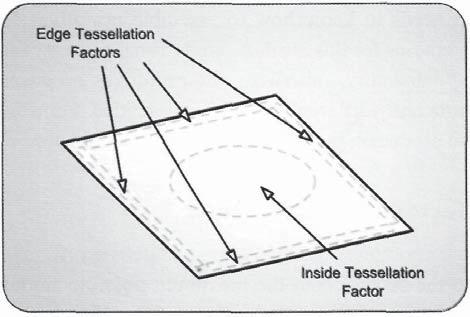 Edge Tessellation
Factors
Inside Tessellation
Factor